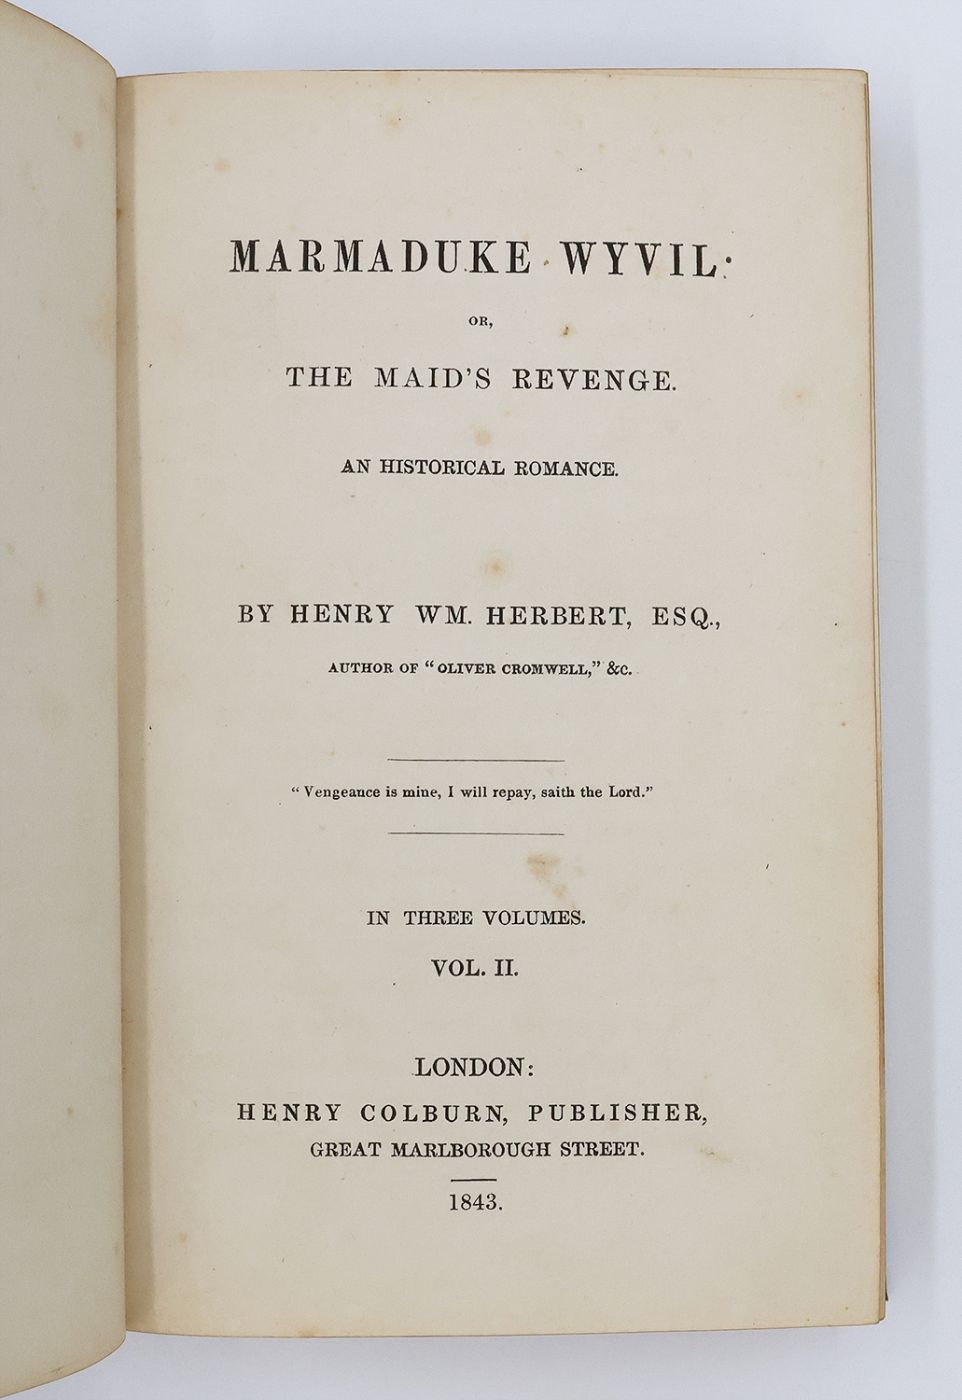 MARMADUKE WYVIL:
OR,
THE MAID'S REVENGE.
AN HISTORICAL ROMANCE.
BY HENRY WM. HERBERT, ESQ.,
AUTHOR OF "OLIVER CROMWELL," &C.
"Vengeance is mine, I will repay, saith the Lord."
IN THREE VOLUMES.
VOL. II.
LONDON:
HENRY COLBURN, PUBLISHER,
GREAT MARLBOROUGH STREET.
1843.